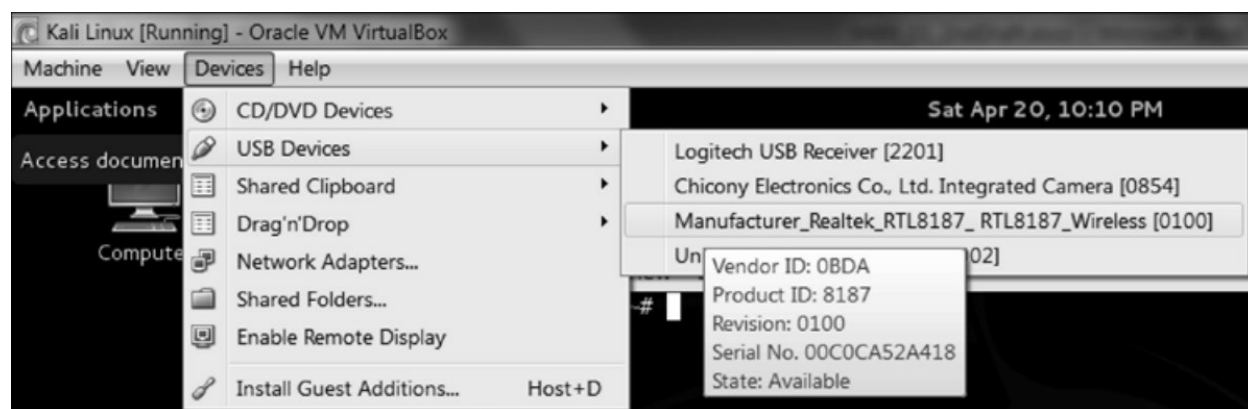 Kali Linux [Running] - Oracle VM VirtualBox
Machine View Devices Help
Applications
Sat Apr 20, 10:10 PM
Access documen
Compute
CD/DVD Devices
USB Devices
Shared Clipboard
Drag'n'Drop
Network Adapters...
Shared Folders...
Enable Remote Display
Install Guest Additions... Host+D
Logitech USB Receiver [2201]
Chicony Electronics Co., Ltd. Integrated Camera [0854]
Manufacturer_Realtek_RTL8187_ RTL8187_Wireless [0100]
Un 02]
Vendor ID: 0BDA
Product ID: 8187
Revision: 0100
Serial No. 00C0CA52A418
State: Available
~#